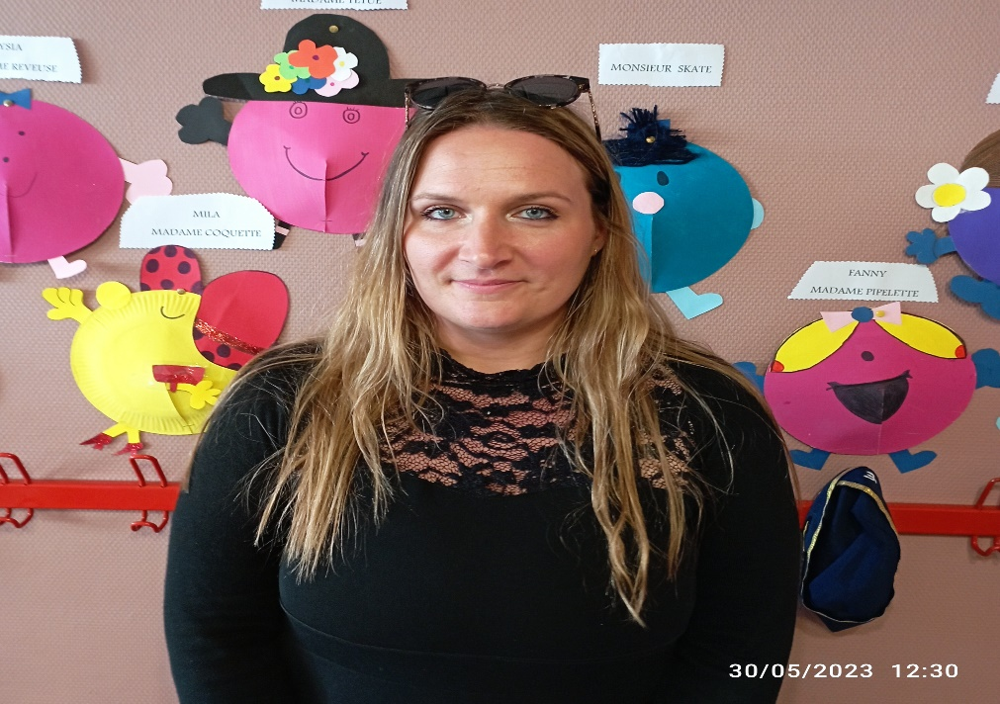 MADAME TETUE
YSIA
ME REVEUSE
MONSIEUR SKATE
MILA
MADAME COQUETTE
FANNY
MADAME PIPELETTE
30/05/2023 12:30